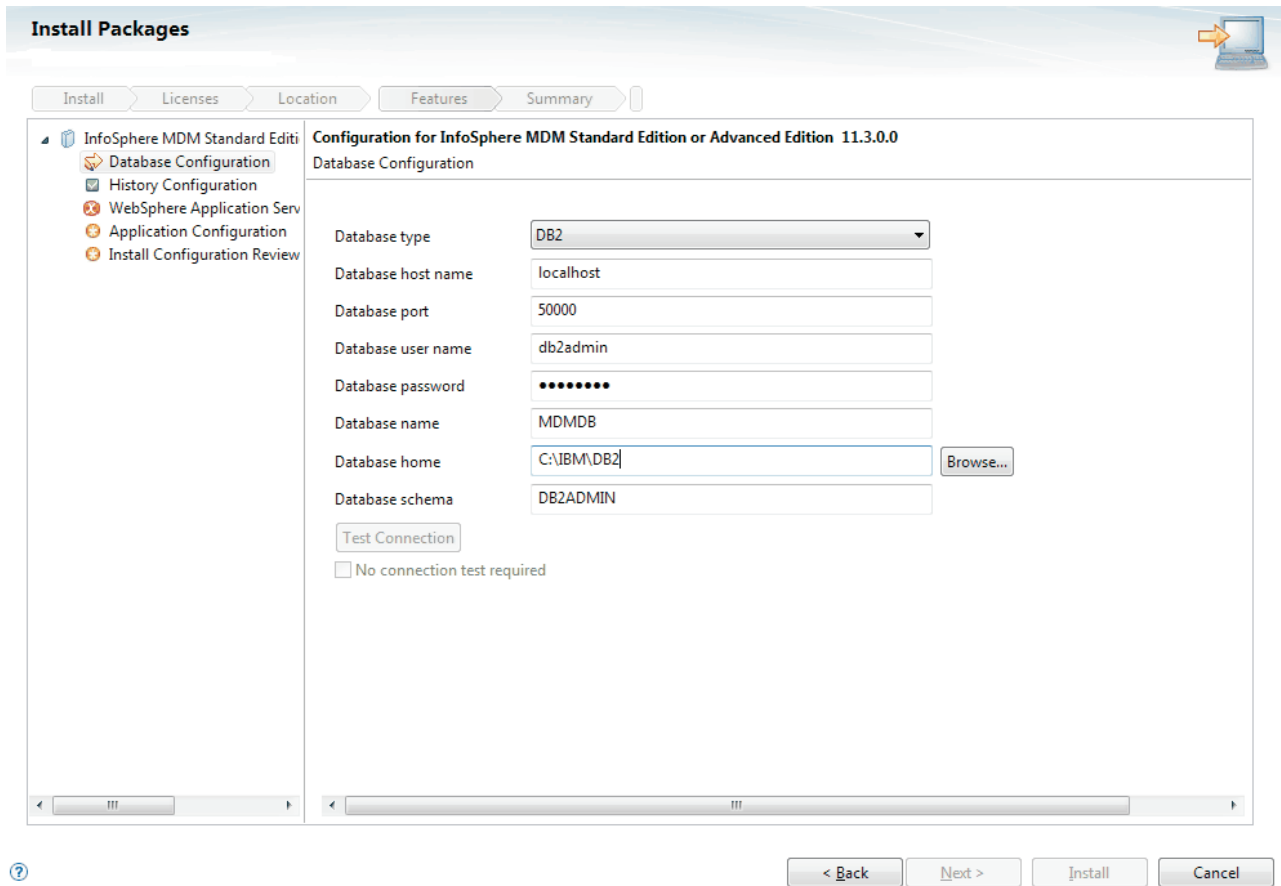 Install Packages
Install
Licenses
Location
Features
Summary
InfoSphere MDM Standard Editi
Database Configuration
History Configuration
WebSphere Application Serv
Application Configuration
Install Configuration Review
Configuration for InfoSphere MDM Standard Edition or Advanced Edition 11.3.0.0
Database Configuration
Database type DB2
Database host name localhost
Database port 50000
Database user name db2admin
Database password ••••••••
Database name MDMDB
Database home C:\IBM\DB2 Browse...
Database schema DB2ADMIN
Test Connection
No connection test required
?
< Back
Next >
Install
Cancel